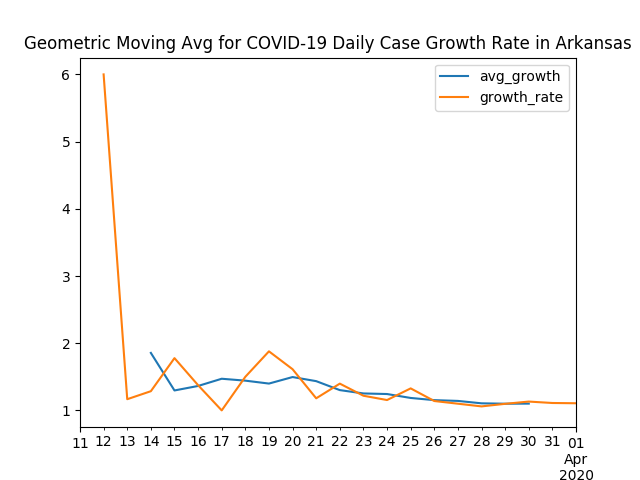 Geometric Moving Avg for COVID-19 Daily Case Growth Rate in Arkansas
avg_growth
growth_rate
6
5
4
3
2
1
11 12 13 14 15 16 17 18 19 20 21 22 23 24 25 26 27 28 29 30 31 01
Apr
2020